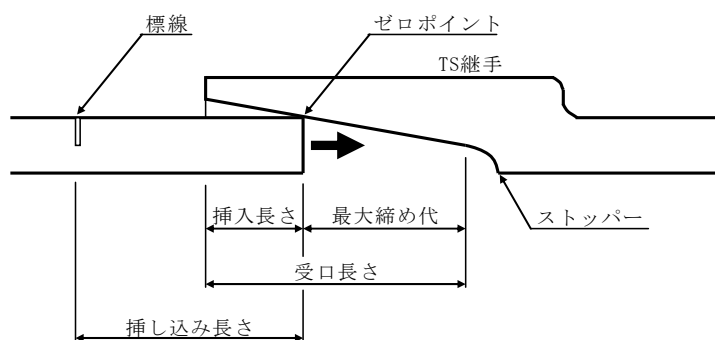 標線
ゼロポイント
TS継手
挿入長さ
最大締め代
ストッパー
受口長さ
挿し込み長さ